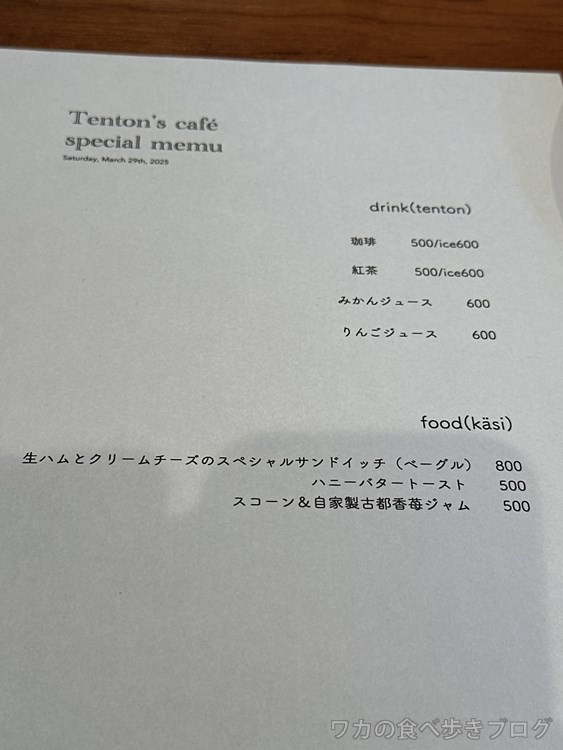 Tenton's café
special memu
Saturday, March 29th, 2025
drink(tenton)
珈琲 500/ice600
紅茶 500/ice600
みかんジュース 600
りんごジュース 600
food(käsi)
生ハムとクリームチーズのスペシャルサンドイッチ（ベーグル） 800
ハニーバタートースト 500
スコーン＆自家製古都香苺ジャム 500
ワカの食べ歩きブログ